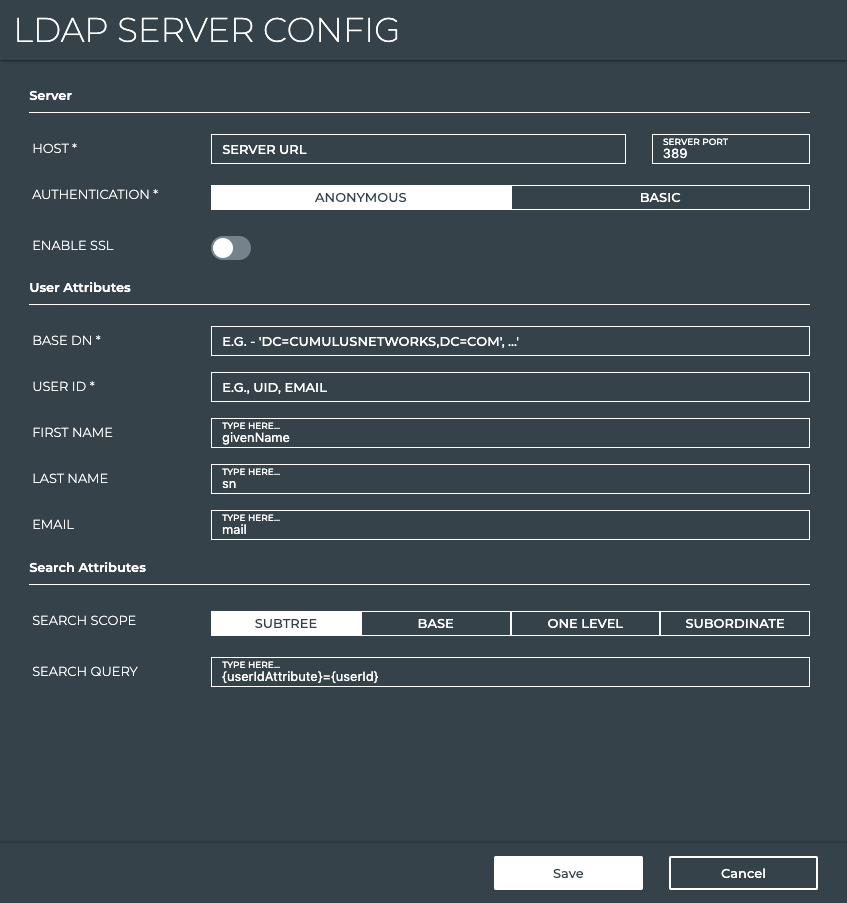 LDAP SERVER CONFIG
Server
HOST *
SERVER URL
SERVER PORT
389
AUTHENTICATION *
ANONYMOUS
BASIC
ENABLE SSL
User Attributes
BASE DN *
E.G. - 'DC=CUMULUSNETWORKS,DC=COM', ...'
USER ID *
E.G., UID, EMAIL
FIRST NAME
TYPE HERE...
givenName
LAST NAME
TYPE HERE...
sn
EMAIL
TYPE HERE...
mail
Search Attributes
SEARCH SCOPE
SUBTREE
BASE
ONE LEVEL
SUBORDINATE
SEARCH QUERY
TYPE HERE...
{userIdAttribute}={userId}
Save
Cancel